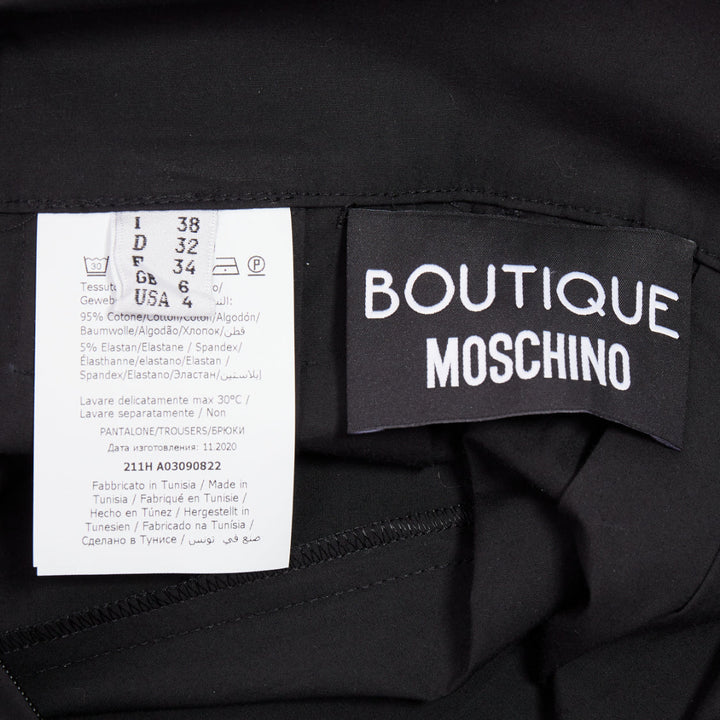 I 38
D 32
F 34
GB 6
USA 4
30
P
Tessuto
Geweb
95% Cotone/Cotton/Coton/Algodón/
Baumwolle/Algodão/Хлопок/قطن
5% Elastan/Elastane / Spandex/
Élasthanne/elastano/Elastan /
Spandex/Elastano/Эластан/إيلاستين
Lavare delicatamente max 30°C/
Lavare separatamente / Non
PANTALONE/TROUSERS/БРЮКИ
Дата изготовления: 11.2020
211H A03090822
Fabbricato in Tunisia / Made in
Tunisia / Fabriqué en Tunisie /
Hecho en Túnez / Hergestellt in
Tunesien / Fabricado na Tunísia /
Сделано в Тунисе / صنع في تونس
BOUTIQUE
MOSCHINO